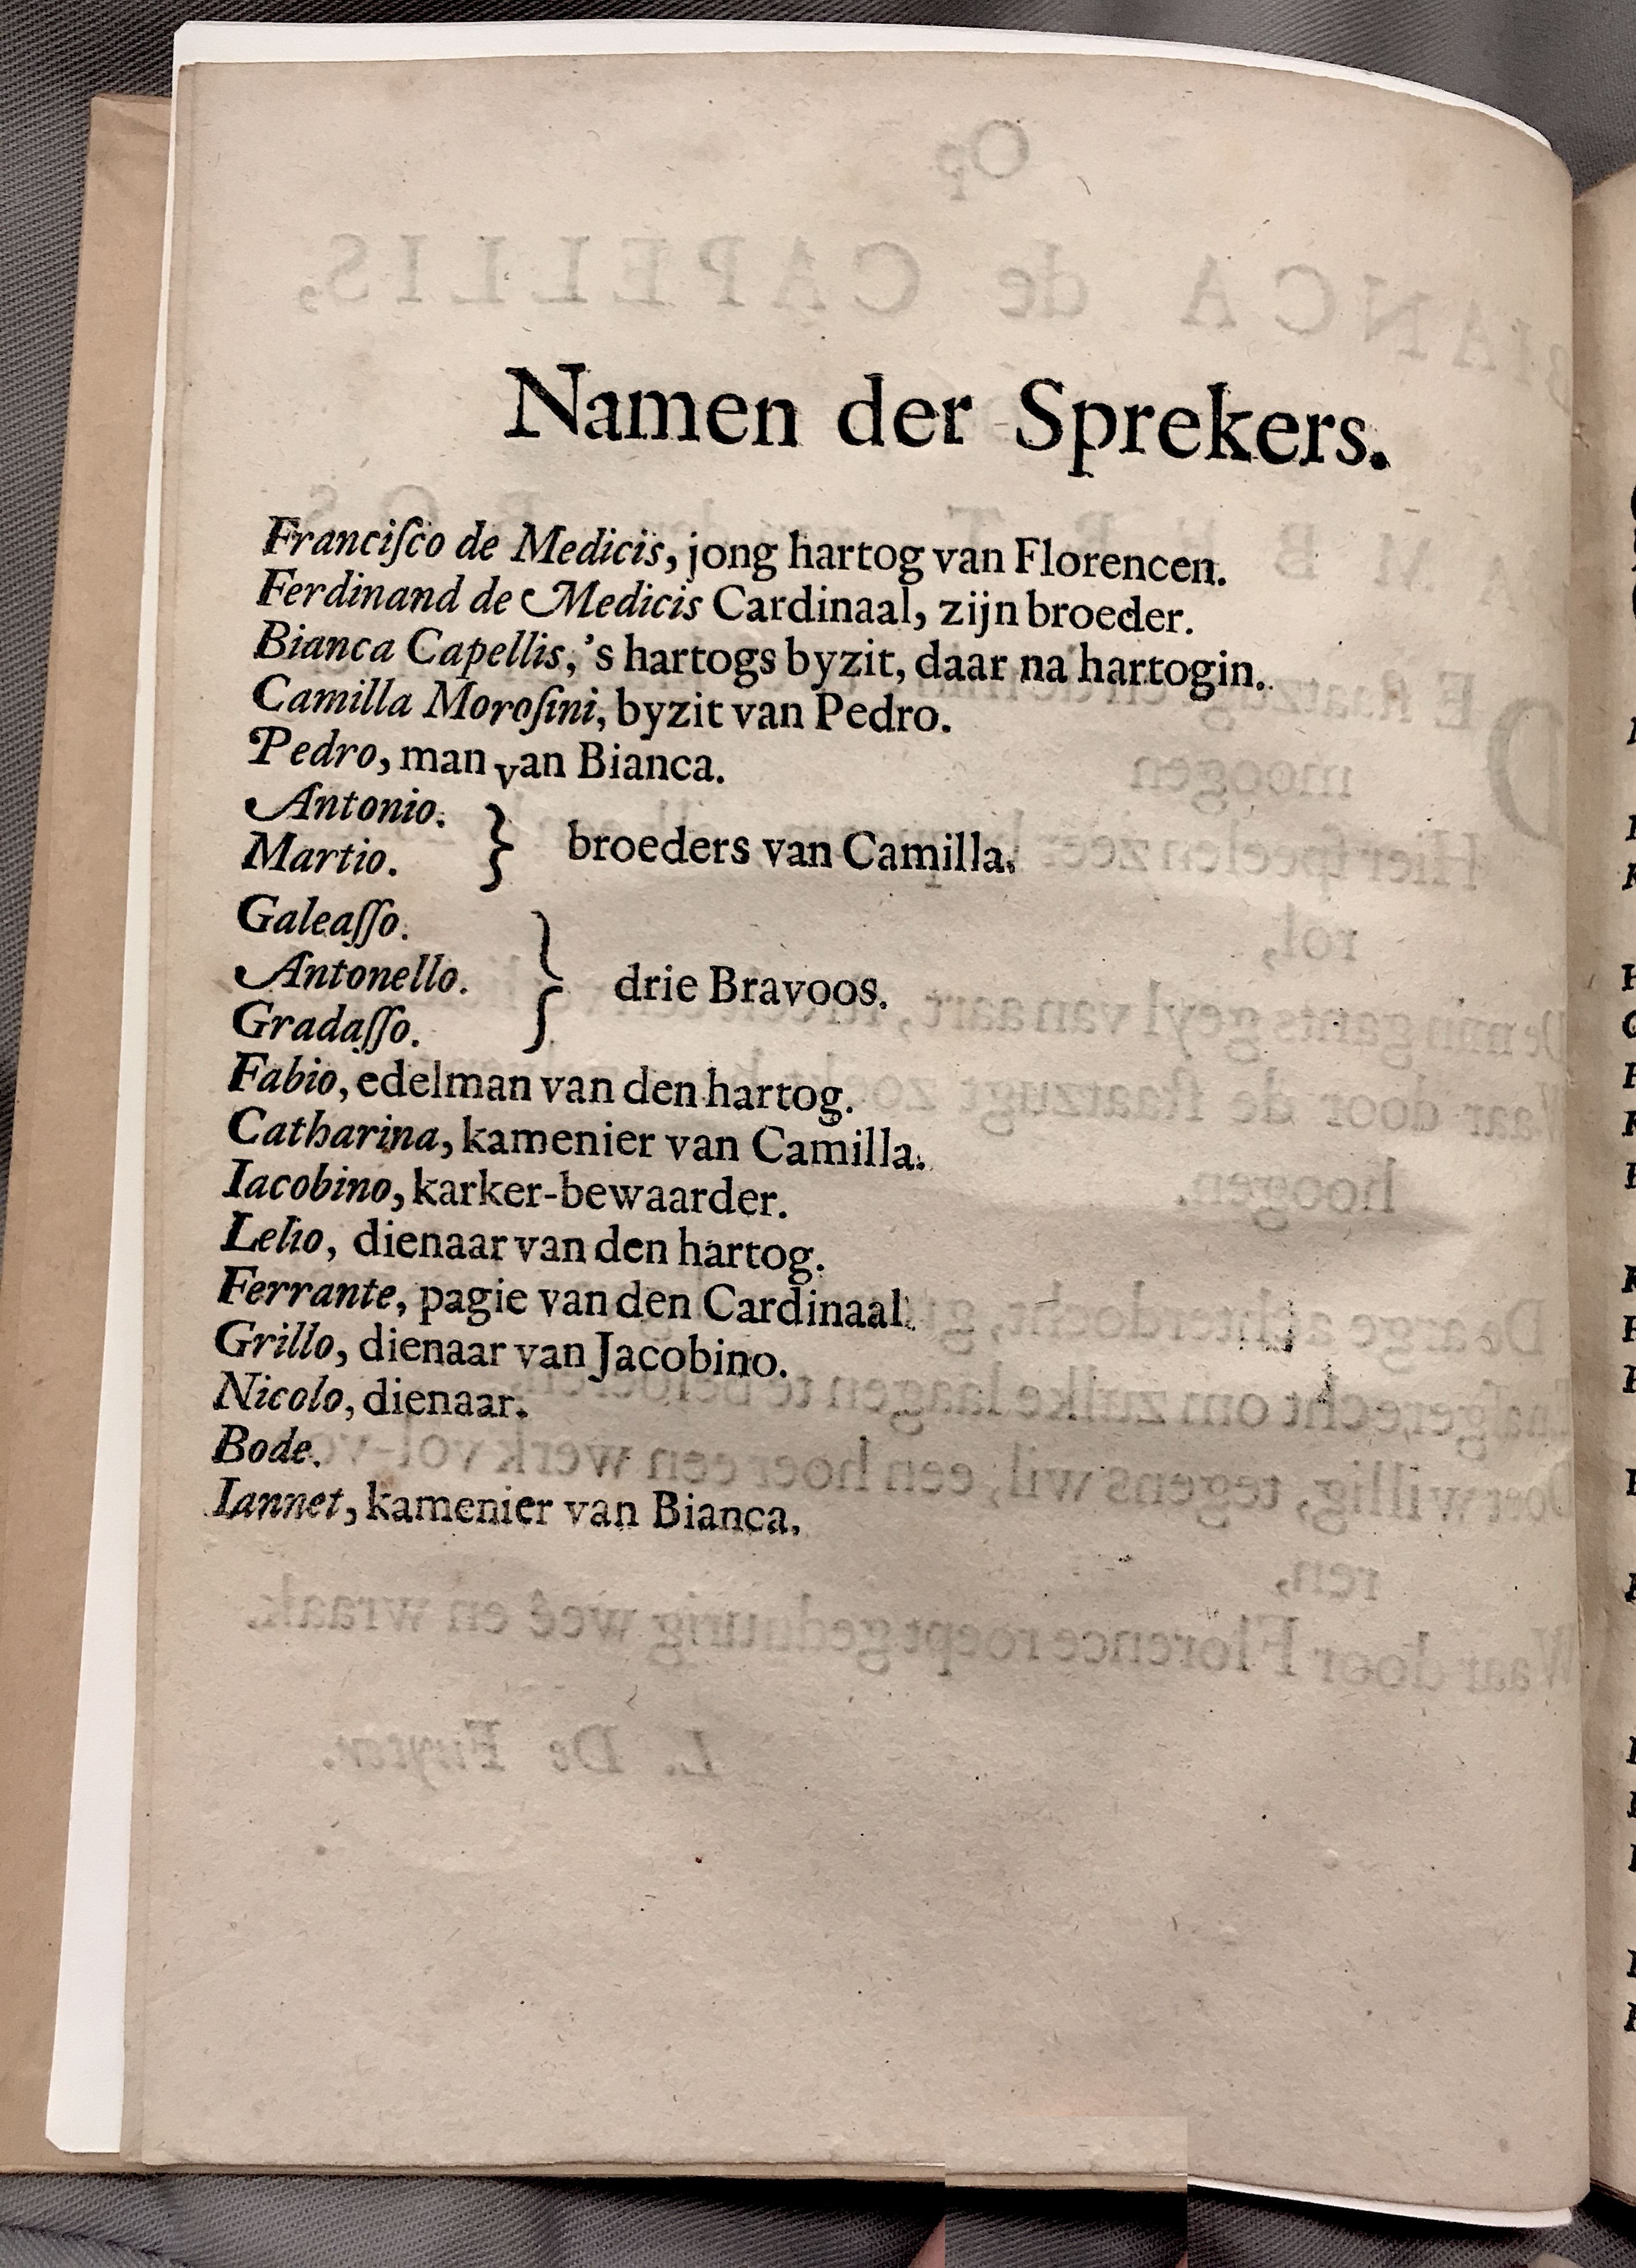 Namen der Sprekers.
Franciſco de Medicis, jong hartog van Florencen.
Ferdinand de Medicis Cardinaal, zijn broeder.
Bianca Capellis, 's hartogs byzit, daar na hartogin.
Camilla Moroſini, byzit van Pedro.
Pedro, man van Bianca.
Antonio.
Martio.
} broeders van Camilla.
Galeaſſo.
Antonello.
Gradaſſo.
} drie Bravoos.
Fabio, edelman van den hartog.
Catharina, kamenier van Camilla.
Iacobino, karker-bewaarder.
Lelio, dienaar van den hartog.
Ferrante, pagie van den Cardinaal.
Grillo, dienaar van Jacobino.
Nicolo, dienaar.
Bode.
Iannet, kamenier van Bianca.